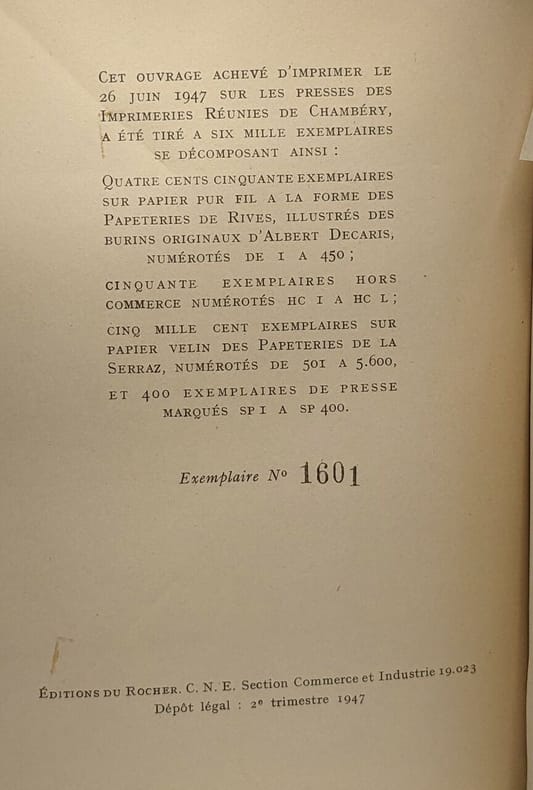 CET OUVRAGE ACHEVÉ D'IMPRIMER LE
26 JUIN 1947 SUR LES PRESSES DES
IMPRIMERIES RÉUNIES DE CHAMBÉRY,
A ÉTÉ TIRÉ A SIX MILLE EXEMPLAIRES
SE DÉCOMPOSANT AINSI :
QUATRE CENTS CINQUANTE EXEMPLAIRES
SUR PAPIER PUR FIL A LA FORME DES
PAPETERIES DE RIVES, ILLUSTRÉS DES
BURINS ORIGINAUX D'ALBERT DECARIS,
NUMÉROTÉS DE 1 A 450 ;
CINQUANTE EXEMPLAIRES HORS
COMMERCE NUMÉROTÉS HC I A HC L ;
CINQ MILLE CENT EXEMPLAIRES SUR
PAPIER VELIN DES PAPETERIES DE LA
SERRAZ, NUMÉROTÉS DE 501 A 5.600,
ET 400 EXEMPLAIRES DE PRESSE
MARQUÉS SP 1 A SP 400.
Exemplaire Nº 1601
ÉDITIONS DU ROCHER. C. N. E. Section Commerce et Industrie 19.023
Dépôt légal : 2e trimestre 1947